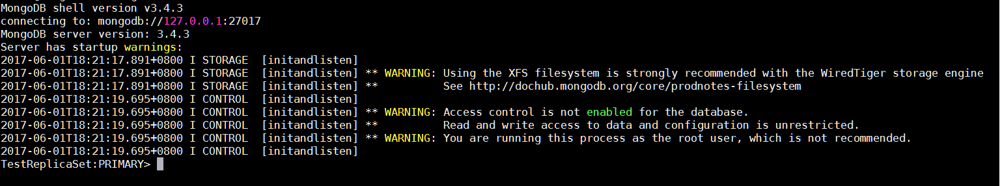 MongoDB shell version v3.4.3
connecting to: mongodb://127.0.0.1:27017
MongoDB server version: 3.4.3
Server has startup warnings:
2017-06-01T18:21:17.891+0800 I STORAGE  [initandlisten]
2017-06-01T18:21:17.891+0800 I STORAGE  [initandlisten] ** WARNING: Using the XFS filesystem is strongly recommended with the WiredTiger storage engine
2017-06-01T18:21:17.891+0800 I STORAGE  [initandlisten] **          See http://dochub.mongodb.org/core/prodnotes-filesystem
2017-06-01T18:21:19.695+0800 I CONTROL  [initandlisten]
2017-06-01T18:21:19.695+0800 I CONTROL  [initandlisten] ** WARNING: Access control is not enabled for the database.
2017-06-01T18:21:19.695+0800 I CONTROL  [initandlisten] **          Read and write access to data and configuration is unrestricted.
2017-06-01T18:21:19.695+0800 I CONTROL  [initandlisten] ** WARNING: You are running this process as the root user, which is not recommended.
2017-06-01T18:21:19.695+0800 I CONTROL  [initandlisten]
TestReplicaSet:PRIMARY>